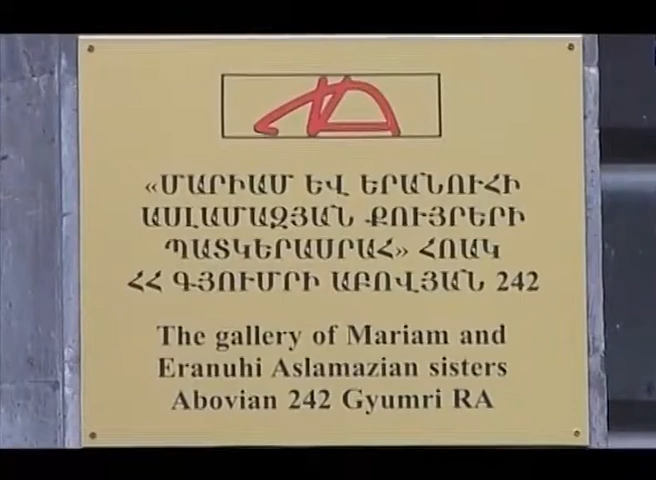 «ՄԱՐԻԱՄ ԵՎ ԵՐԱՆՈՒՀԻ
ԱՍԼԱՄԱԶՅԱՆ ՔՈՒՅՐԵՐԻ
ՊԱՏԿԵՐԱՍՐԱՀ» ՀՈԱԿ
ՀՀ ԳՅՈՒՄՐԻ ԱԲՈՎՅԱՆ 242
The gallery of Mariam and
Eranuhi Aslamazian sisters
Abovian 242 Gyumri RA